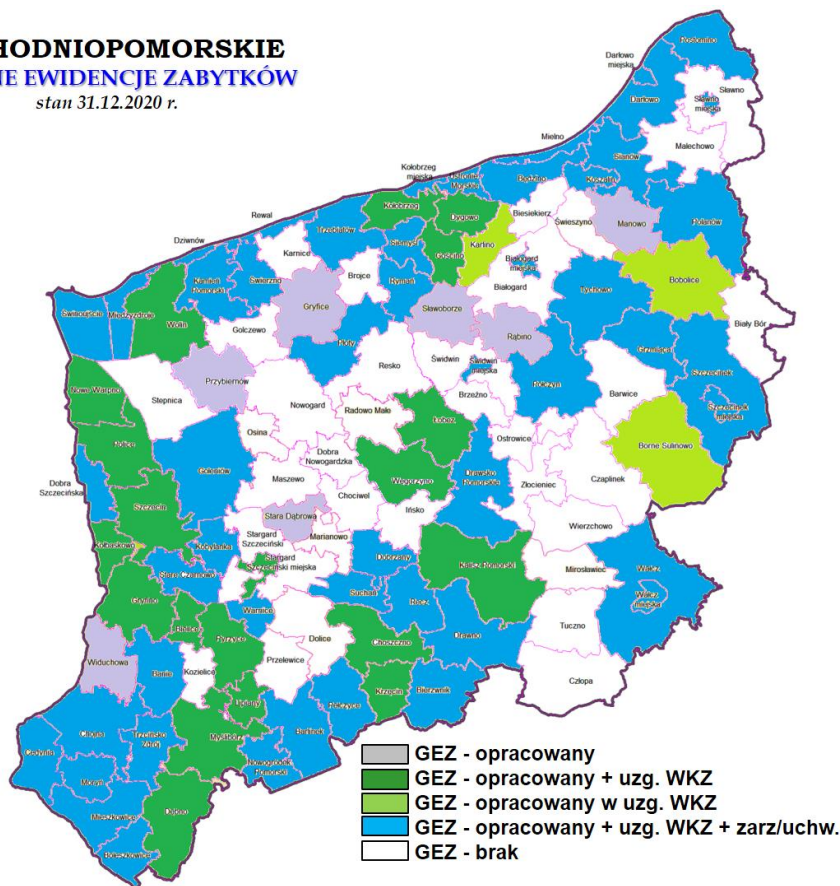 HODNIOPOMORSKIE
NE EWIDENCJE ZABYTKÓW
stan 31.12.2020 r.
Postomino
Darłowo miejska
Darłowo
Sławno
Sławno miejska
Malechowo
Mielno
Sianów
Koszalin
Będzino
Kołobrzeg miejska
Ustronie Morskie
Kołobrzeg
Dygowo
Biesiekierz
Świeszyno
Manowo
Polanów
Rewal
Trzebiatów
Siemyśl
Gościno
Karlino
Białogard miejska
Białogard
Bobolice
Dziwnów
Karnice
Brojce
Rymań
Tychowo
Biały Bór
Kamień Pomorski
Świerzno
Gryfice
Sławoborze
Rąbino
Świnoujście
Międzyzdroje
Wolin
Golczewo
Płoty
Grzmiąca
Szczecinek
Świdwin
Świdwin miejska
Resko
Połczyn
Barwice
Szczecinek miejska
Nowe Warpno
Stepnica
Przybiernów
Nowogard
Radowo Małe
Brzeżno
Łobez
Osina
Ostrowice
Borne Sulinowo
Police
Goleniów
Dobra Nowogardzka
Węgorzyno
Drawsko Pomorskie
Złocieniec
Czaplinek
Dobra Szczecińska
Maszewo
Chociwel
Szczecin
Ińsko
Stara Dąbrowa
Wierzchowo
Kołbaskowo
Kobylanka
Stargard Szczeciński
Marianowo
Stargard Szczeciński miejska
Dobrzany
Kalisz Pomorski
Mirosławiec
Wałcz
Stare Czarnowo
Wałcz miejska
Gryfino
Suchań
Recz
Warnice
Bielice
Pyrzyce
Dolice
Choszczno
Drawno
Tuczno
Widuchowa
Banie
Kozielice
Przelewice
Człopa
Krzęcin
Bierzwnik
Lipiany
Pełczyce
Chojna
Trzcińsko Zdrój
Myślibórz
Barlinek
Cedynia
Nowogródek Pomorski
Moryń
Mieszkowice
Dębno
Boleszkowice
GEZ - opracowany
GEZ - opracowany + uzg. WKZ
GEZ - opracowany w uzg. WKZ
GEZ - opracowany + uzg. WKZ + zarz/uchw.
GEZ - brak